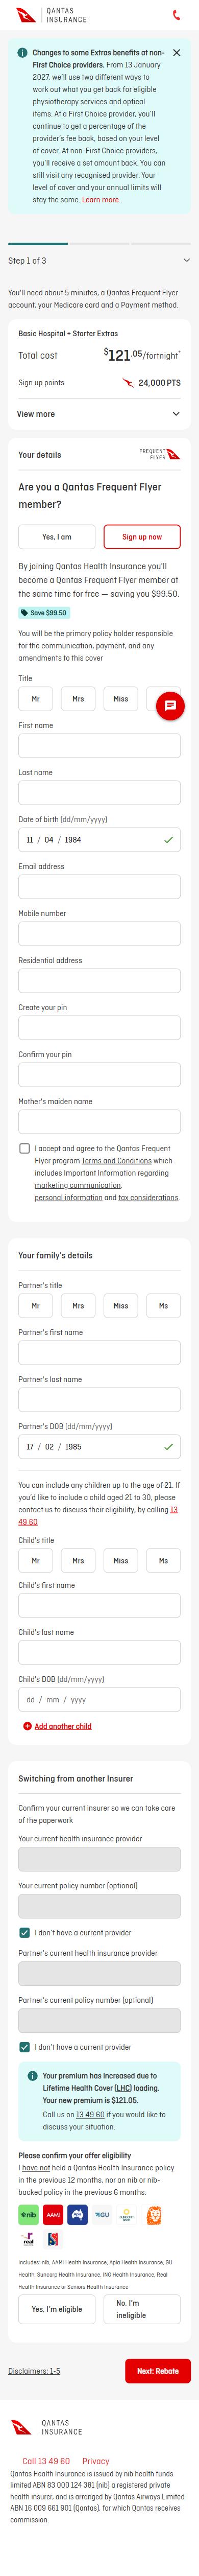 QANTAS
INSURANCE
Changes to some Extras benefits at non-
First Choice providers. From 13 January
2027, we'll use two different ways to
work out what you get back for eligible
physiotherapy services and optical
items. At a First Choice provider, you'll
continue to get a percentage of the
provider's fee back, based on your level
of cover. At non-First Choice providers,
you'll receive a set amount back. You can
still visit any recognised provider. Your
level of cover and your annual limits will
stay the same. Learn more.
Step 1 of 3
You'll need about 5 minutes, a Qantas Frequent Flyer
account, your Medicare card and a Payment method.
Basic Hospital + Starter Extras
Total cost $121.05/fortnight^
Sign up points 24,000 PTS
View more
Your details FREQUENT
FLYER
Are you a Qantas Frequent Flyer
member?
Yes, I am Sign up now
By joining Qantas Health Insurance you'll
become a Qantas Frequent Flyer member at
the same time for free — saving you $99.50.
Save $99.50
You will be the primary policy holder responsible
for the communication, payment, and any
amendments to this cover
Title
Mr Mrs Miss
First name
Last name
Date of birth (dd/mm/yyyy)
11 / 04 / 1984
Email address
Mobile number
Residential address
Create your pin
Confirm your pin
Mother's maiden name
I accept and agree to the Qantas Frequent
Flyer program Terms and Conditions which
includes Important Information regarding
marketing communication,
personal information and tax considerations.
Your family's details
Partner's title
Mr Mrs Miss Ms
Partner's first name
Partner's last name
Partner's DOB (dd/mm/yyyy)
17 / 02 / 1985
You can include any children up to the age of 21. If
you'd like to include a child aged 21 to 30, please
contact us to discuss their eligibility, by calling 13
49 60
Child's title
Mr Mrs Miss Ms
Child's first name
Child's last name
Child's DOB (dd/mm/yyyy)
dd / mm / yyyy
Add another child
Switching from another Insurer
Confirm your current insurer so we can take care
of the paperwork
Your current health insurance provider
Your current policy number (optional)
I don't have a current provider
Partner's current health insurance provider
Partner's current policy number (optional)
I don't have a current provider
Your premium has increased due to
Lifetime Health Cover (LHC) loading.
Your new premium is $121.05.
Call us on 13 49 60 if you would like to
discuss your situation.
Please confirm your offer eligibility
I have not held a Qantas Health Insurance policy
in the previous 12 months, nor an nib or nib-
backed policy in the previous 6 months.
nib AAMI GU
real
Includes: nib, AAMI Health Insurance, Apia Health Insurance, GU
Health, Suncorp Health Insurance, ING Health Insurance, Real
Health Insurance or Seniors Health Insurance
Yes, I'm eligible No, I'm
ineligible
Disclaimers: 1-5 Next: Rebate
QANTAS
INSURANCE
Call 13 49 60 Privacy
Qantas Health Insurance is issued by nib health funds
limited ABN 83 000 124 381 (nib) a registered private
health insurer, and is arranged by Qantas Airways Limited
ABN 16 009 661 901 (Qantas), for which Qantas receives
commission.